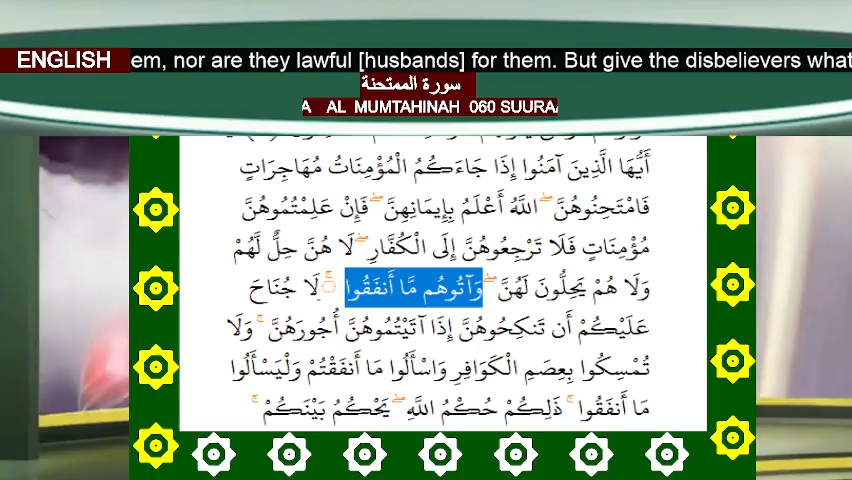 ENGLISH em, nor are they lawful [husbands] for them. But give the disbelievers what
سورة الممتحنة
A AL MUMTAHINAH 060 SUURAA
أَيُّهَا الَّذِينَ آمَنُوا إِذَا جَاءَكُمُ الْمُؤْمِنَاتُ مُهَاجِرَاتٍ
فَامْتَحِنُوهُنَّ ۖ اللَّهُ أَعْلَمُ بِإِيمَانِهِنَّ ۖ فَإِنْ عَلِمْتُمُوهُنَّ
مُؤْمِنَاتٍ فَلَا تَرْجِعُوهُنَّ إِلَى الْكُفَّارِ ۖ لَا هُنَّ حِلٌّ لَّهُمْ
وَلَا هُمْ يَحِلُّونَ لَهُنَّ ۖ وَآتُوهُم مَّا أَنفَقُوا ۚ لَا جُنَاحَ
عَلَيْكُمْ أَن تَنكِحُوهُنَّ إِذَا آتَيْتُمُوهُنَّ أُجُورَهُنَّ ۚ وَلَا
تُمْسِكُوا بِعِصَمِ الْكَوَافِرِ وَاسْأَلُوا مَا أَنفَقْتُمْ وَلْيَسْأَلُوا
مَا أَنفَقُوا ۚ ذَٰلِكُمْ حُكْمُ اللَّهِ ۖ يَحْكُمُ بَيْنَكُمْ ۚ